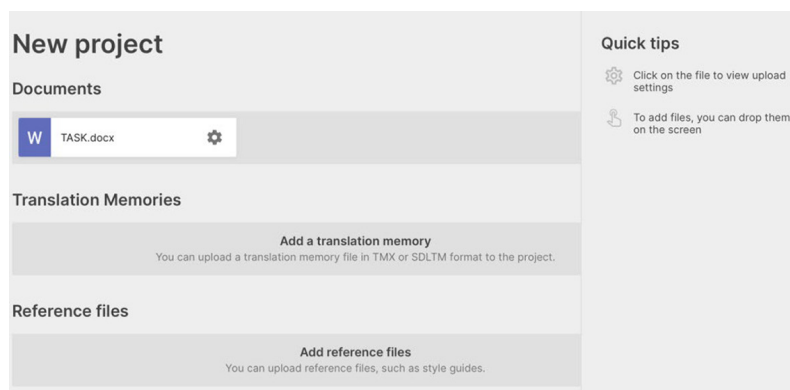 New project
Documents
W
TASK.docx
Translation Memories
Add a translation memory
You can upload a translation memory file in TMX or SDLTM format to the project.
Reference files
Add reference files
You can upload reference files, such as style guides.
Quick tips
Click on the file to view upload
settings
To add files, you can drop them
on the screen